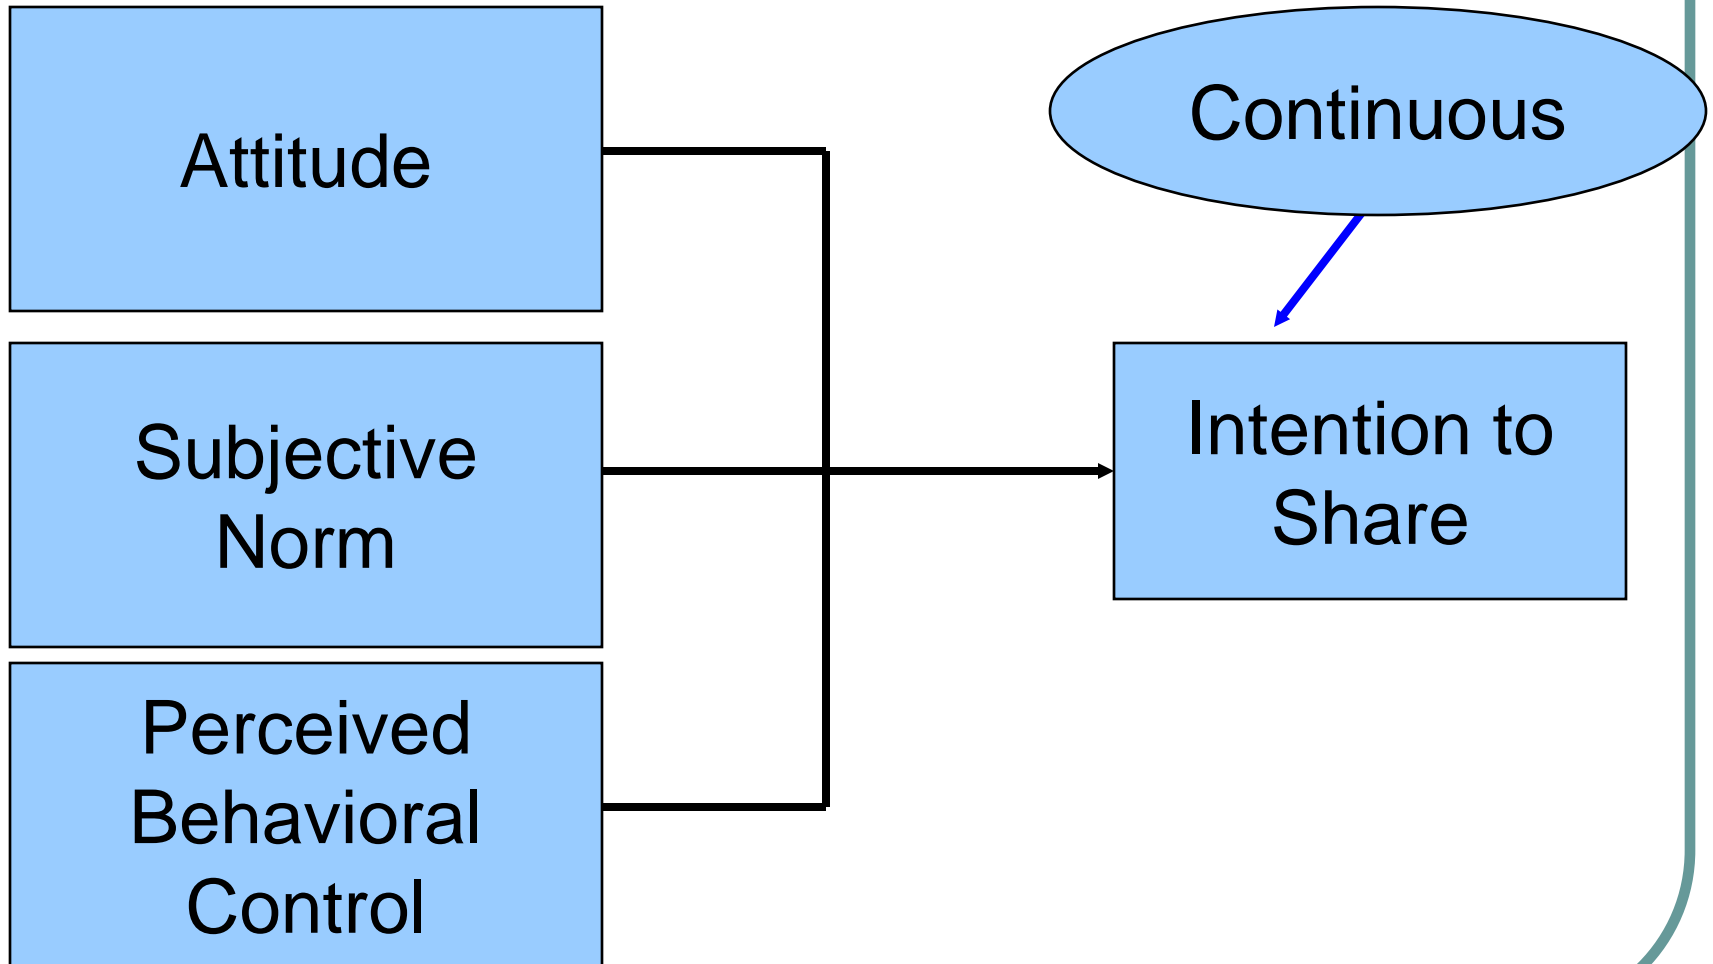 Attitude
Continuous
Subjective
Norm
Intention to
Share
Perceived
Behavioral
Control